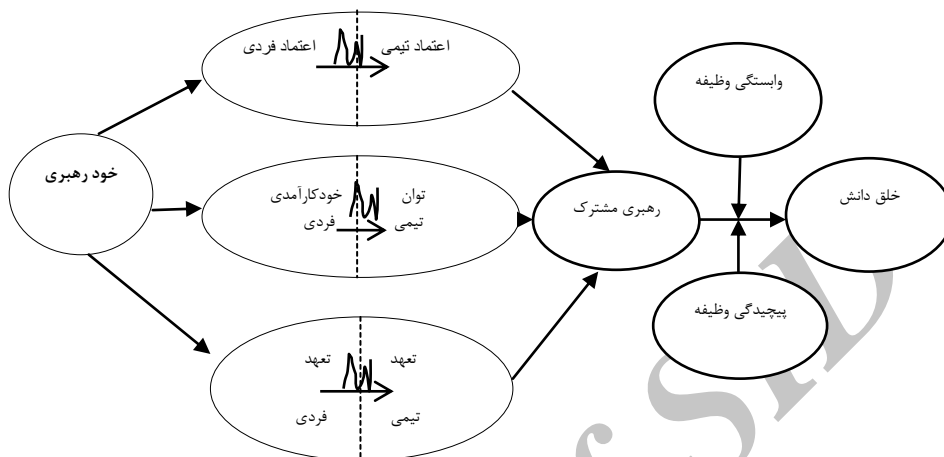 اعتماد تیمی
اعتماد فردی
وابستگی وظیفه
خود رهبری
توان
خودکارآمدی
تیمی
فردی
رهبری مشترک
خلق دانش
پیچیدگی وظیفه
تعهد
تعهد
تیمی
فردی